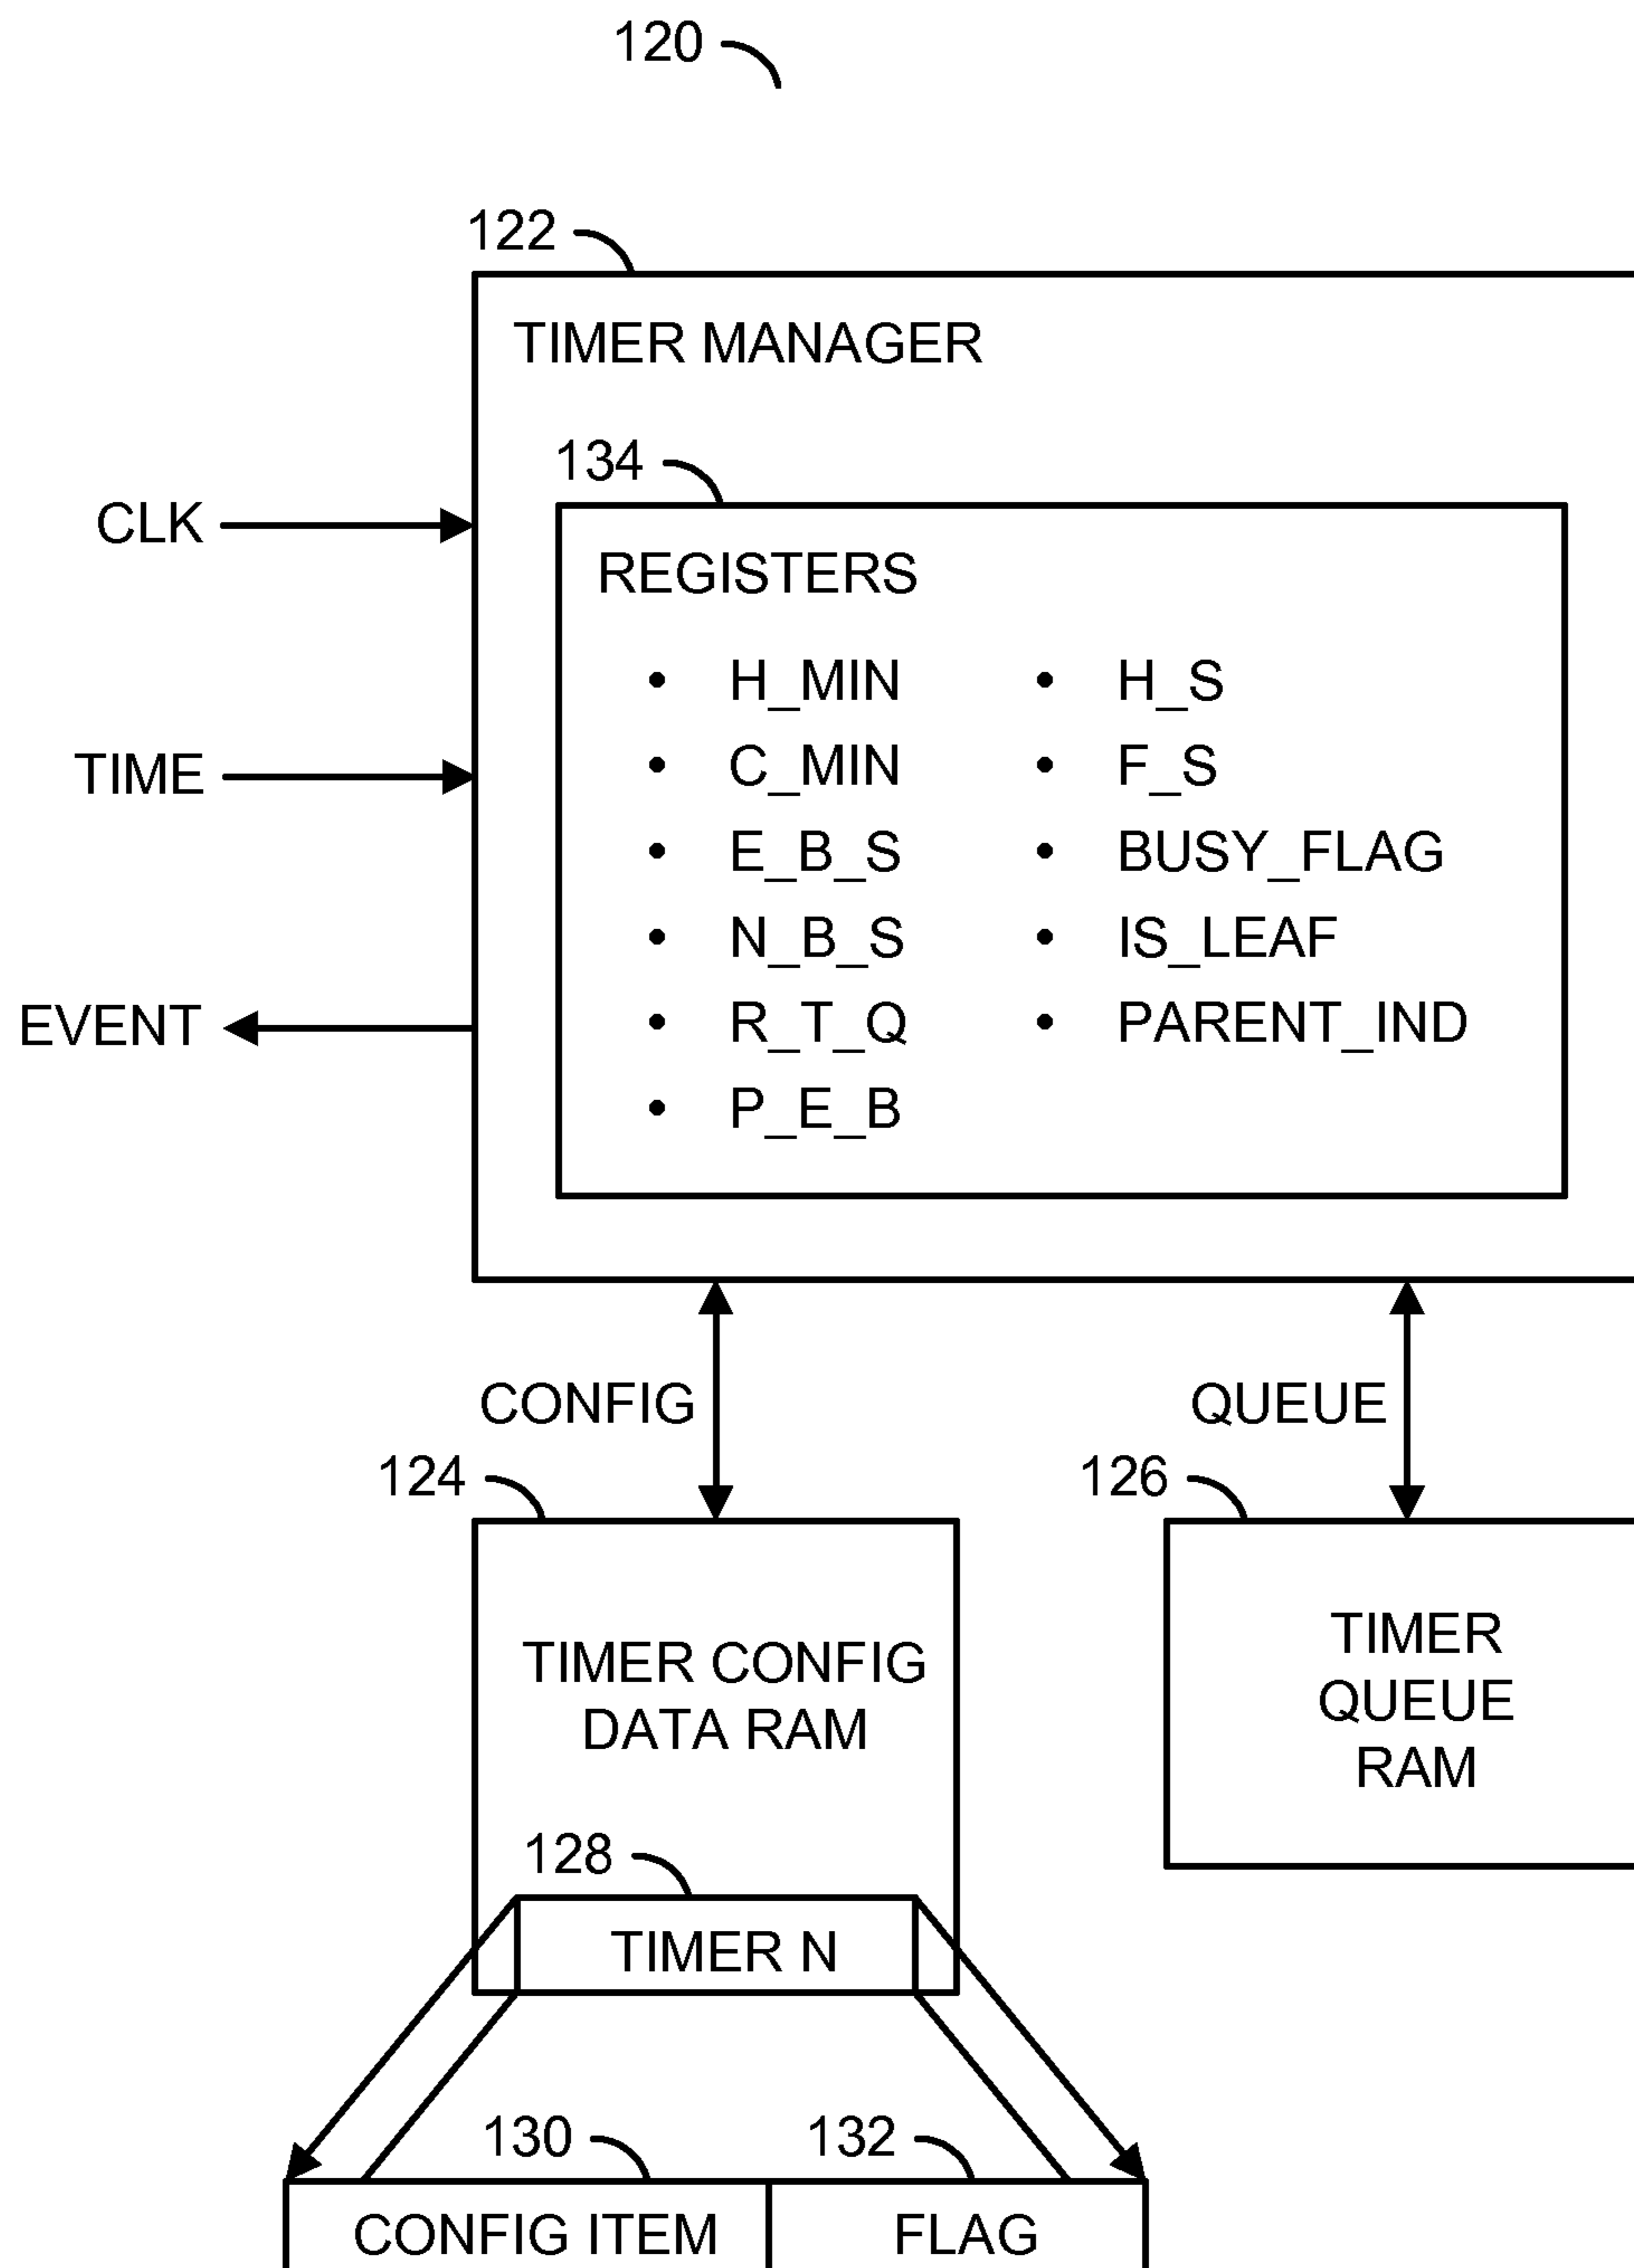 120
122
TIMER MANAGER
134
CLK
REGISTERS
• H_MIN • H_S
TIME
• C_MIN • F_S
• E_B_S • BUSY_FLAG
• N_B_S • IS_LEAF
EVENT
• R_T_Q • PARENT_IND
• P_E_B
CONFIG
QUEUE
124
126
TIMER CONFIG
DATA RAM
TIMER
QUEUE
RAM
128
TIMER N
130
132
CONFIG ITEM
FLAG